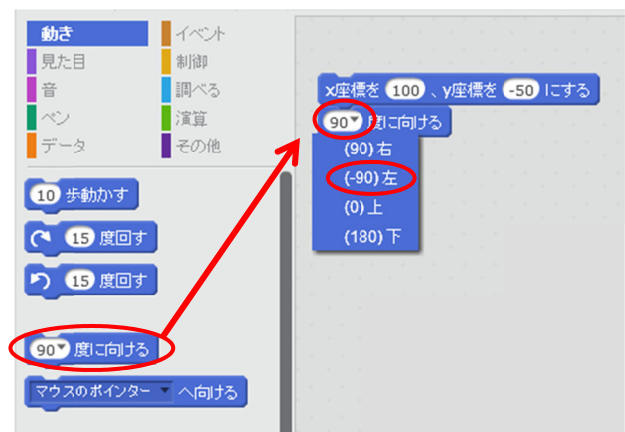 動き
イベント
見た目
制御
音
調べる
ペン
演算
データ
その他
10 歩動かす
15 度回す
15 度回す
90▼ 度に向ける
マウスのポインター ▼ へ向ける
x座標を 100 、y座標を -50 にする
90▼ 度に向ける
(90) 右
(-90) 左
(0) 上
(180) 下